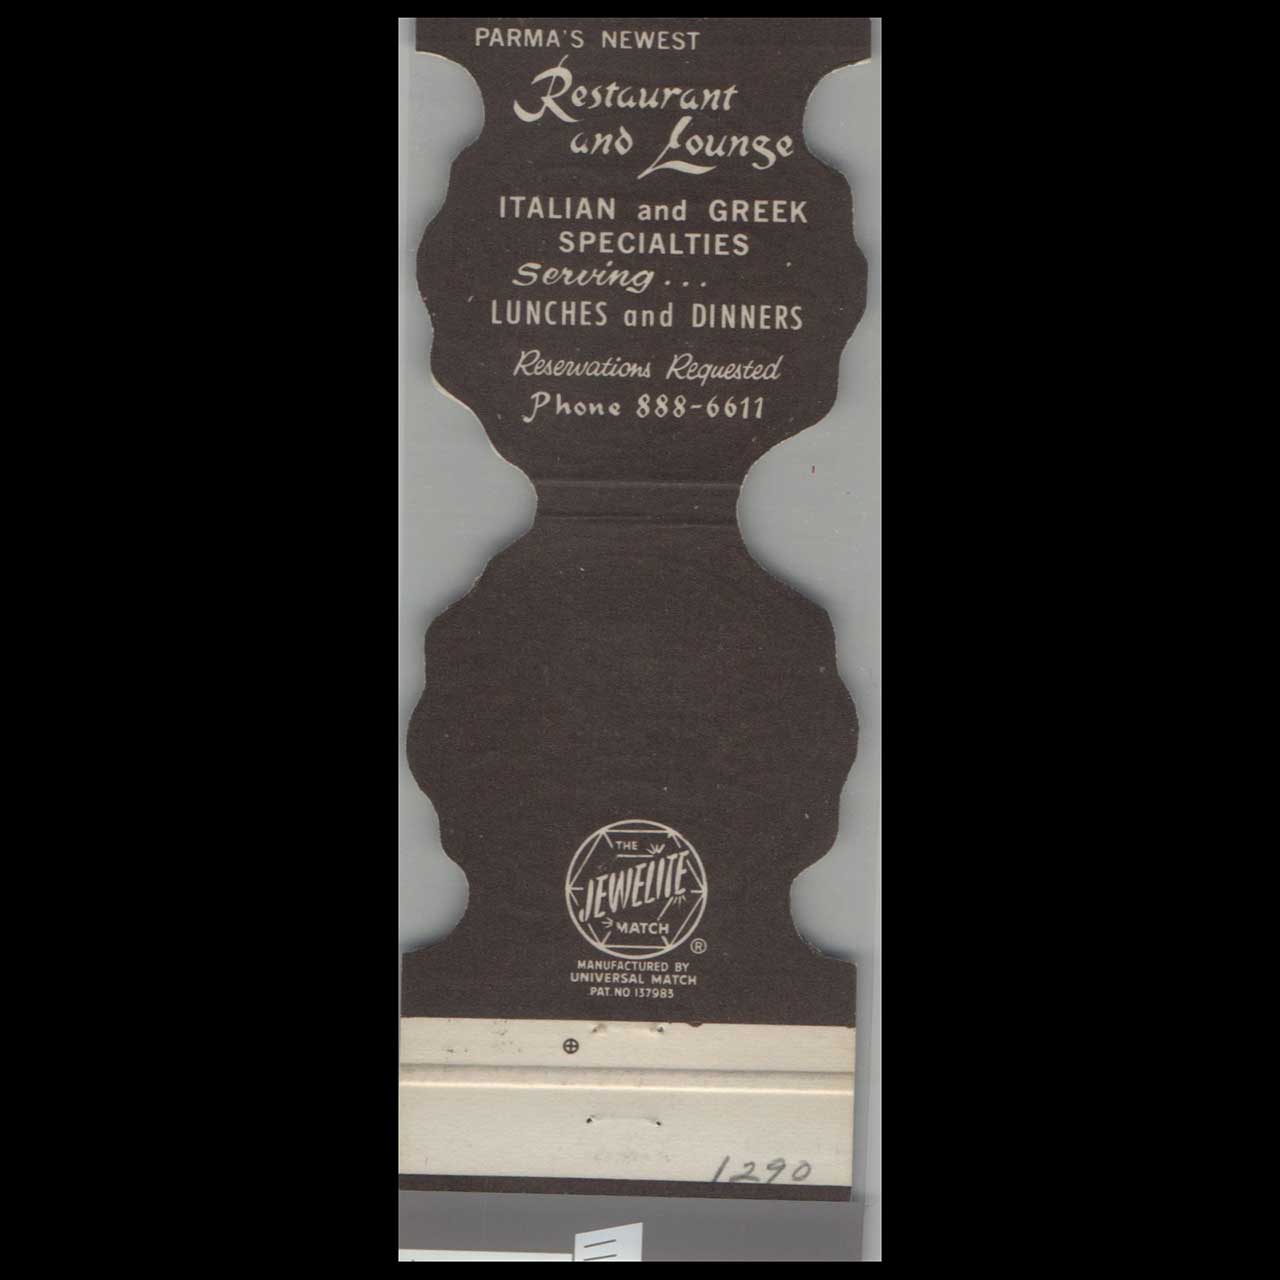 PARMA'S NEWEST
Restaurant
and Lounge
ITALIAN and GREEK
SPECIALTIES
Serving...
LUNCHES and DINNERS
Reservations Requested
Phone 888-6611
THE
JEWELITE
MATCH
®
MANUFACTURED BY
UNIVERSAL MATCH
PAT. NO 137983
1290